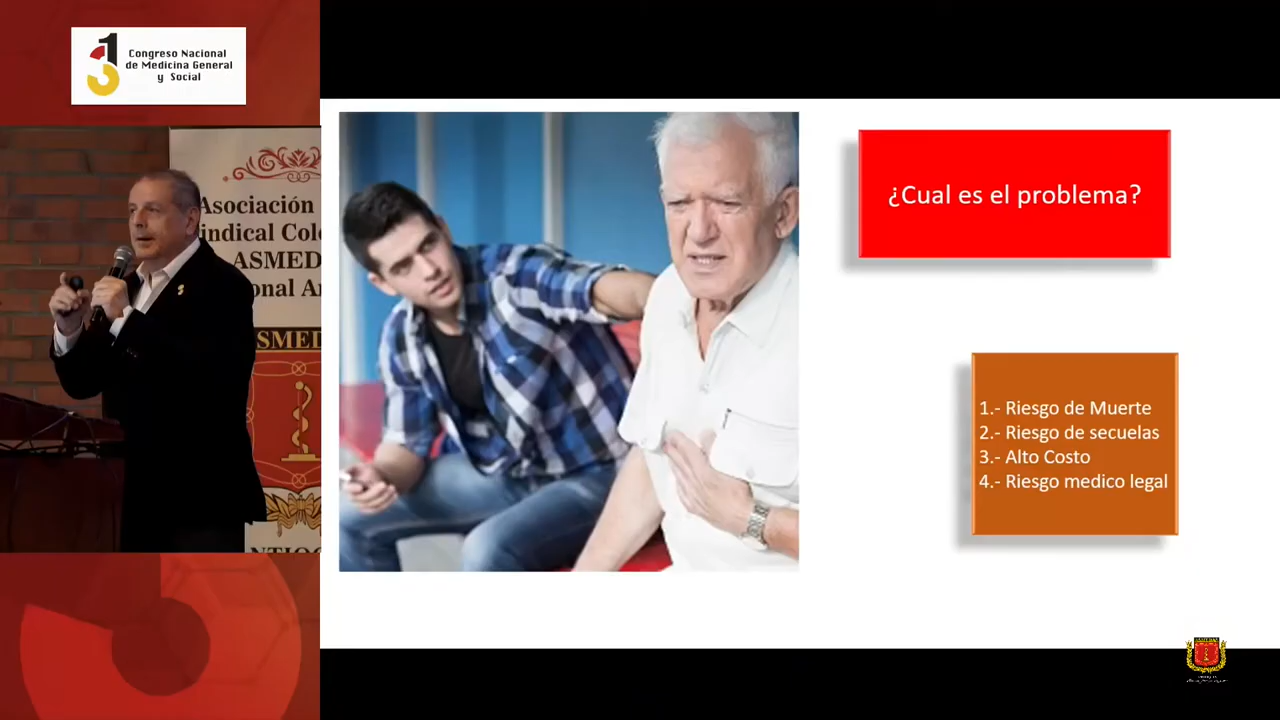 Congreso Nacional
de Medicina General
y Social
Asociación
indical Col
ASMED
onal A
SMED
¿Cual es el problema?
1.- Riesgo de Muerte
2.- Riesgo de secuelas
3.- Alto Costo
4.- Riesgo medico legal